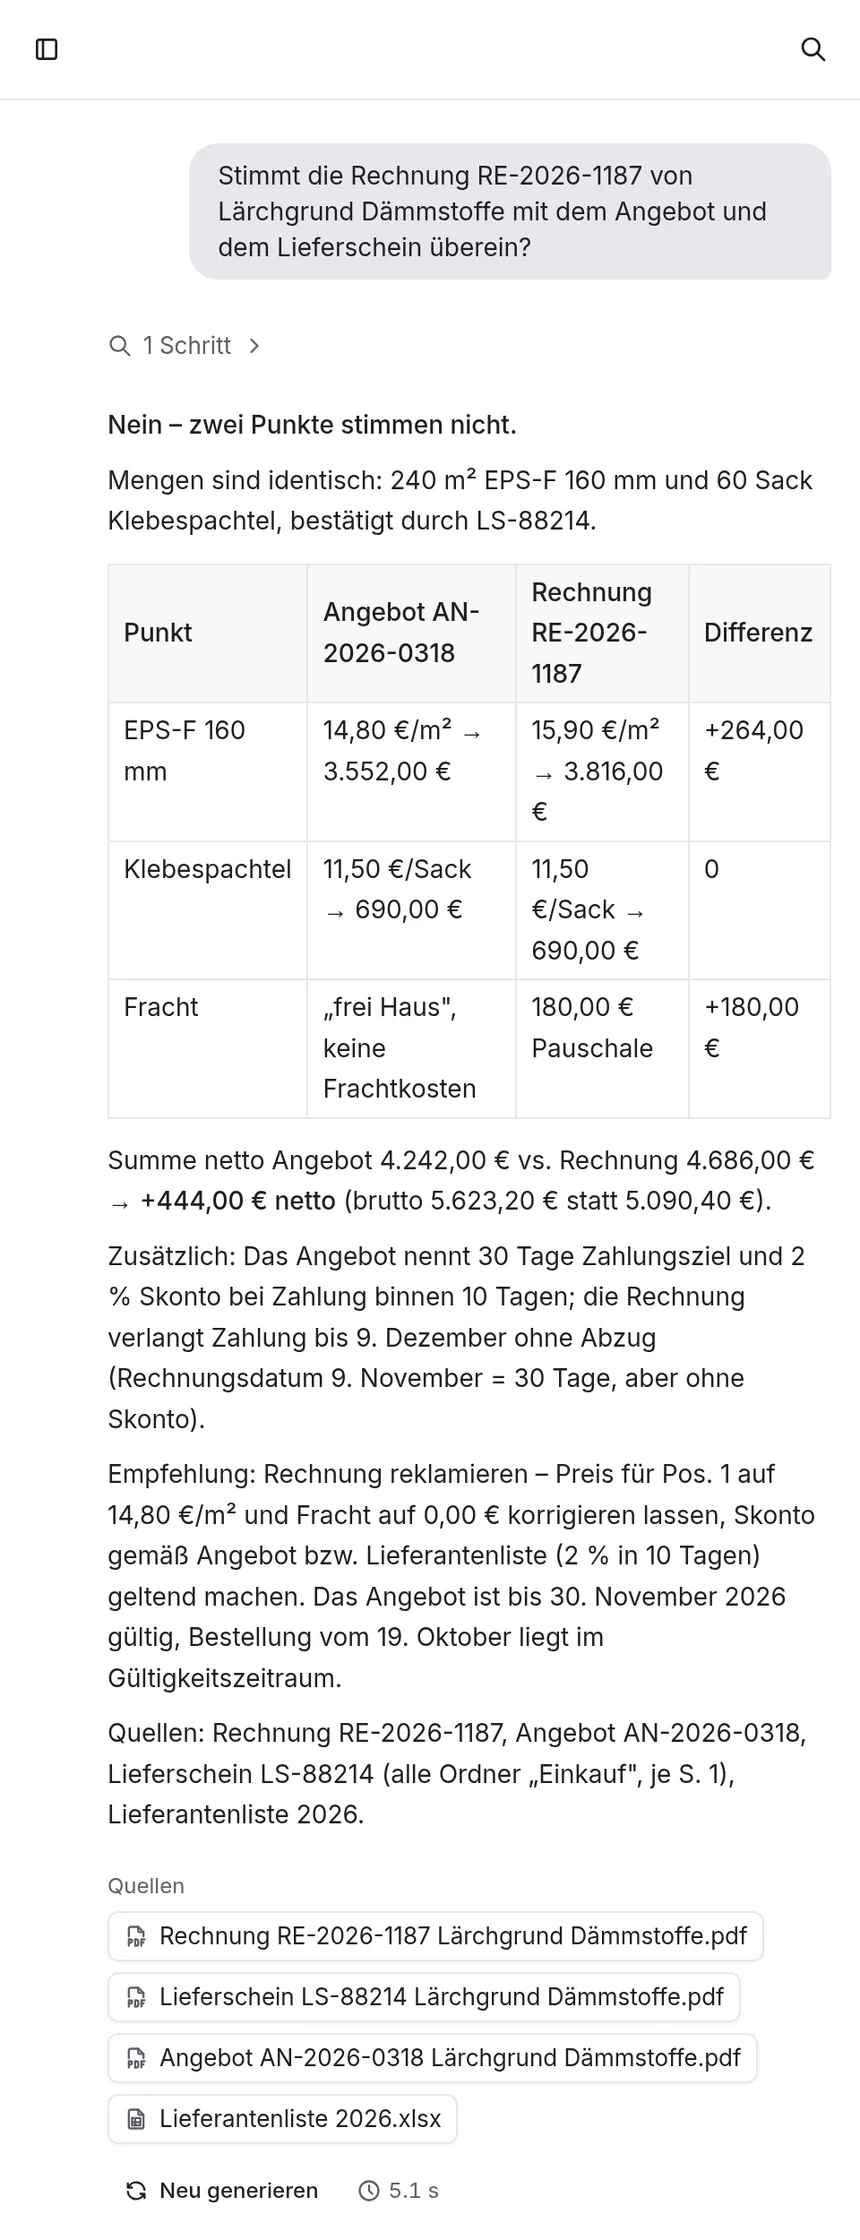 Stimmt die Rechnung RE-2026-1187 von
Lärchgrund Dämmstoffe mit dem Angebot und
dem Lieferschein überein?
1 Schritt
Nein – zwei Punkte stimmen nicht.
Mengen sind identisch: 240 m² EPS-F 160 mm und 60 Sack
Klebespachtel, bestätigt durch LS-88214.
Punkt
Angebot AN-
2026-0318
Rechnung
RE-2026-
1187
Differenz
EPS-F 160
mm
14,80 €/m² →
3.552,00 €
15,90 €/m²
→ 3.816,00
€
+264,00
€
Klebespachtel
11,50 €/Sack
→ 690,00 €
11,50
€/Sack →
690,00 €
0
Fracht
„frei Haus",
keine
Frachtkosten
180,00 €
Pauschale
+180,00
€
Summe netto Angebot 4.242,00 € vs. Rechnung 4.686,00 €
→ +444,00 € netto (brutto 5.623,20 € statt 5.090,40 €).
Zusätzlich: Das Angebot nennt 30 Tage Zahlungsziel und 2
% Skonto bei Zahlung binnen 10 Tagen; die Rechnung
verlangt Zahlung bis 9. Dezember ohne Abzug
(Rechnungsdatum 9. November = 30 Tage, aber ohne
Skonto).
Empfehlung: Rechnung reklamieren – Preis für Pos. 1 auf
14,80 €/m² und Fracht auf 0,00 € korrigieren lassen, Skonto
gemäß Angebot bzw. Lieferantenliste (2 % in 10 Tagen)
geltend machen. Das Angebot ist bis 30. November 2026
gültig, Bestellung vom 19. Oktober liegt im
Gültigkeitszeitraum.
Quellen: Rechnung RE-2026-1187, Angebot AN-2026-0318,
Lieferschein LS-88214 (alle Ordner „Einkauf", je S. 1),
Lieferantenliste 2026.
Quellen
PDF Rechnung RE-2026-1187 Lärchgrund Dämmstoffe.pdf
PDF Lieferschein LS-88214 Lärchgrund Dämmstoffe.pdf
PDF Angebot AN-2026-0318 Lärchgrund Dämmstoffe.pdf
Lieferantenliste 2026.xlsx
Neu generieren 5.1 s